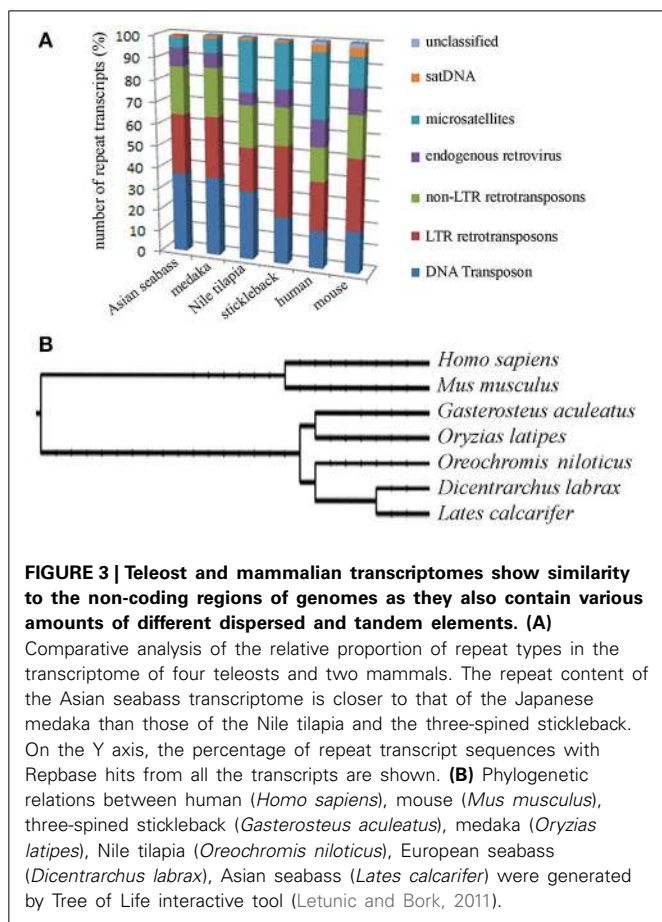 A
number of repeat transcripts (%)
100
90
80
70
60
50
40
30
20
10
0
Asian seabass
medaka
Nile tilapia
stickleback
human
mouse
unclassified
satDNA
microsatellites
endogenous retrovirus
non-LTR retrotransposons
LTR retrotransposons
DNA Transposon
B
Homo sapiens
Mus musculus
Gasterosteus aculeatus
Oryzias latipes
Oreochromis niloticus
Dicentrarchus labrax
Lates calcarifer
FIGURE 3 | Teleost and mammalian transcriptomes show similarity
to the non-coding regions of genomes as they also contain various
amounts of different dispersed and tandem elements. (A)
Comparative analysis of the relative proportion of repeat types in the
transcriptome of four teleosts and two mammals. The repeat content of
the Asian seabass transcriptome is closer to that of the Japanese
medaka than those of the Nile tilapia and the three-spined stickleback.
On the Y axis, the percentage of repeat transcript sequences with
Repbase hits from all the transcripts are shown. (B) Phylogenetic
relations between human (Homo sapiens), mouse (Mus musculus),
three-spined stickleback (Gasterosteus aculeatus), medaka (Oryzias
latipes), Nile tilapia (Oreochromis niloticus), European seabass
(Dicentrarchus labrax), Asian seabass (Lates calcarifer) were generated
by Tree of Life interactive tool (Letunic and Bork, 2011).